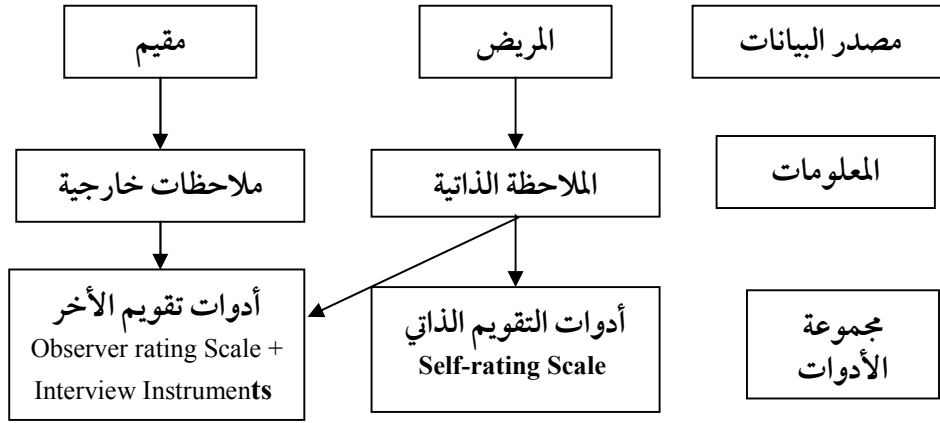 مصدر البيانات
المريض
مقيم
المعلومات
الملاحظة الذاتية
ملاحظات خارجية
مجموعة
الأدوات
أدوات التقويم الذاتي
Self-rating Scale
أدوات تقويم الأخر
Observer rating Scale +
Interview Instruments